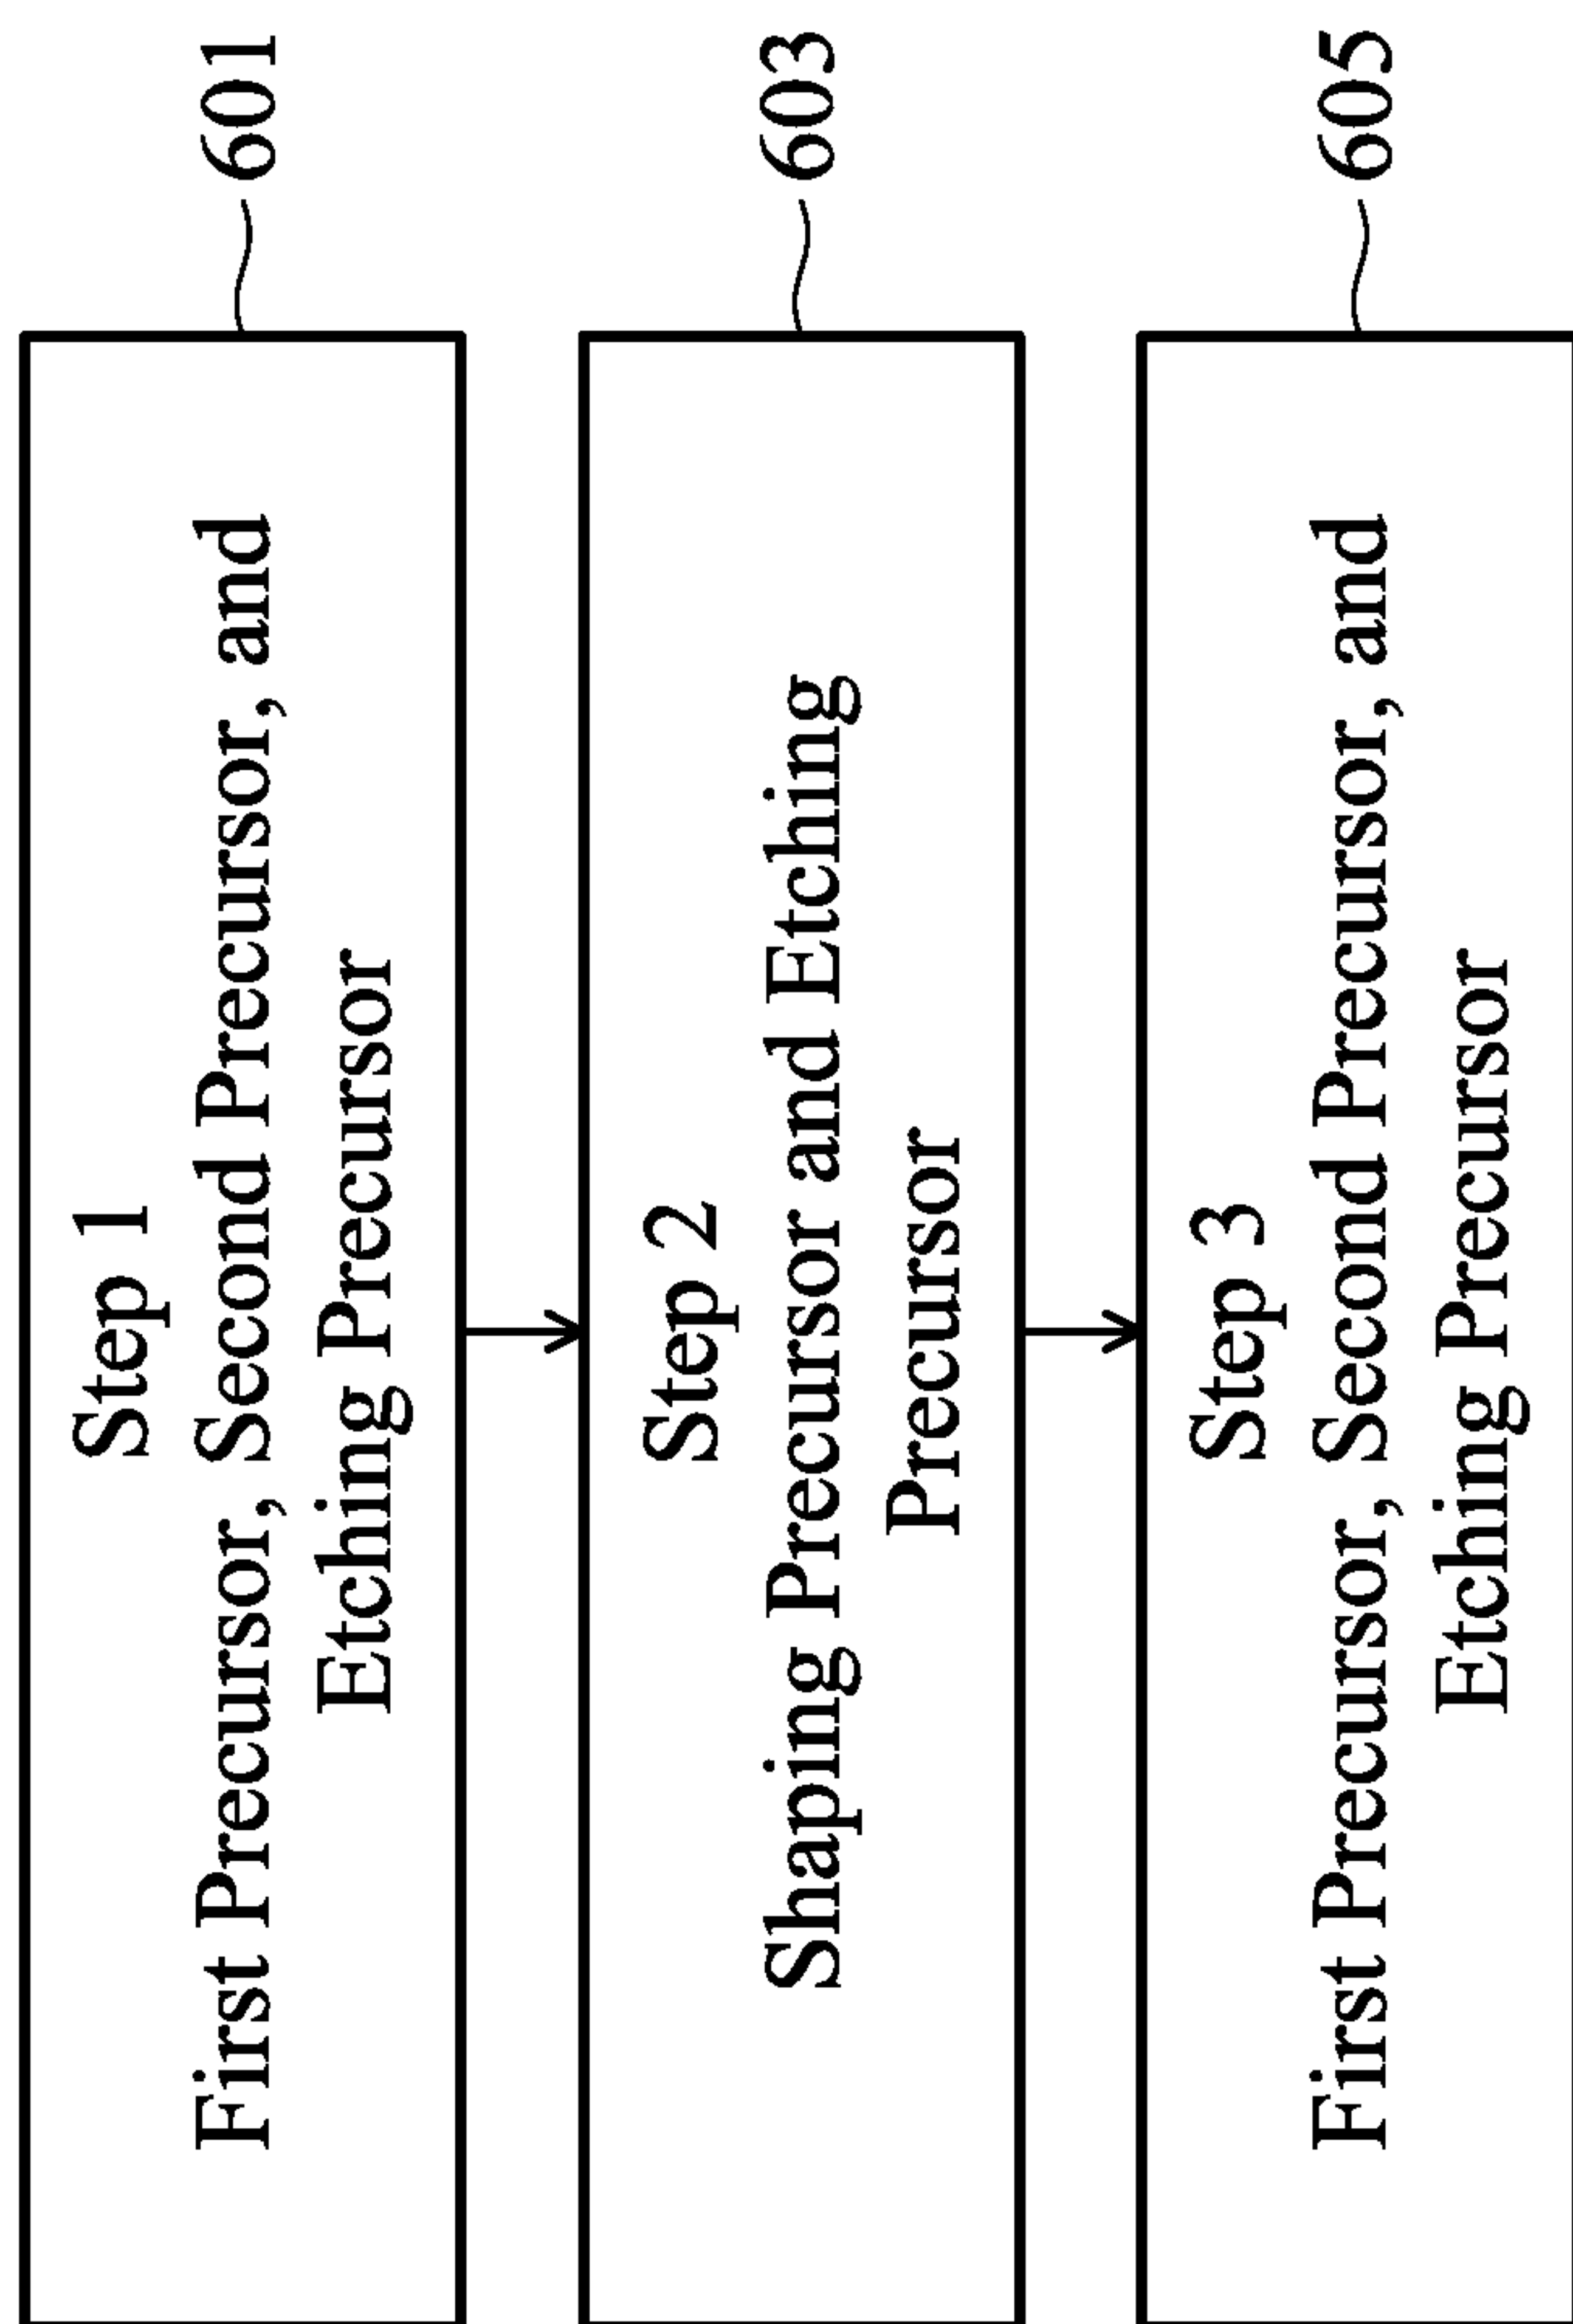 Step 1
First Precursor, Second Precursor, and
Etching Precursor
601
Step 2
Shaping Precursor and Etching
Precursor
603
Step 3
First Precursor, Second Precursor, and
Etching Precursor
605